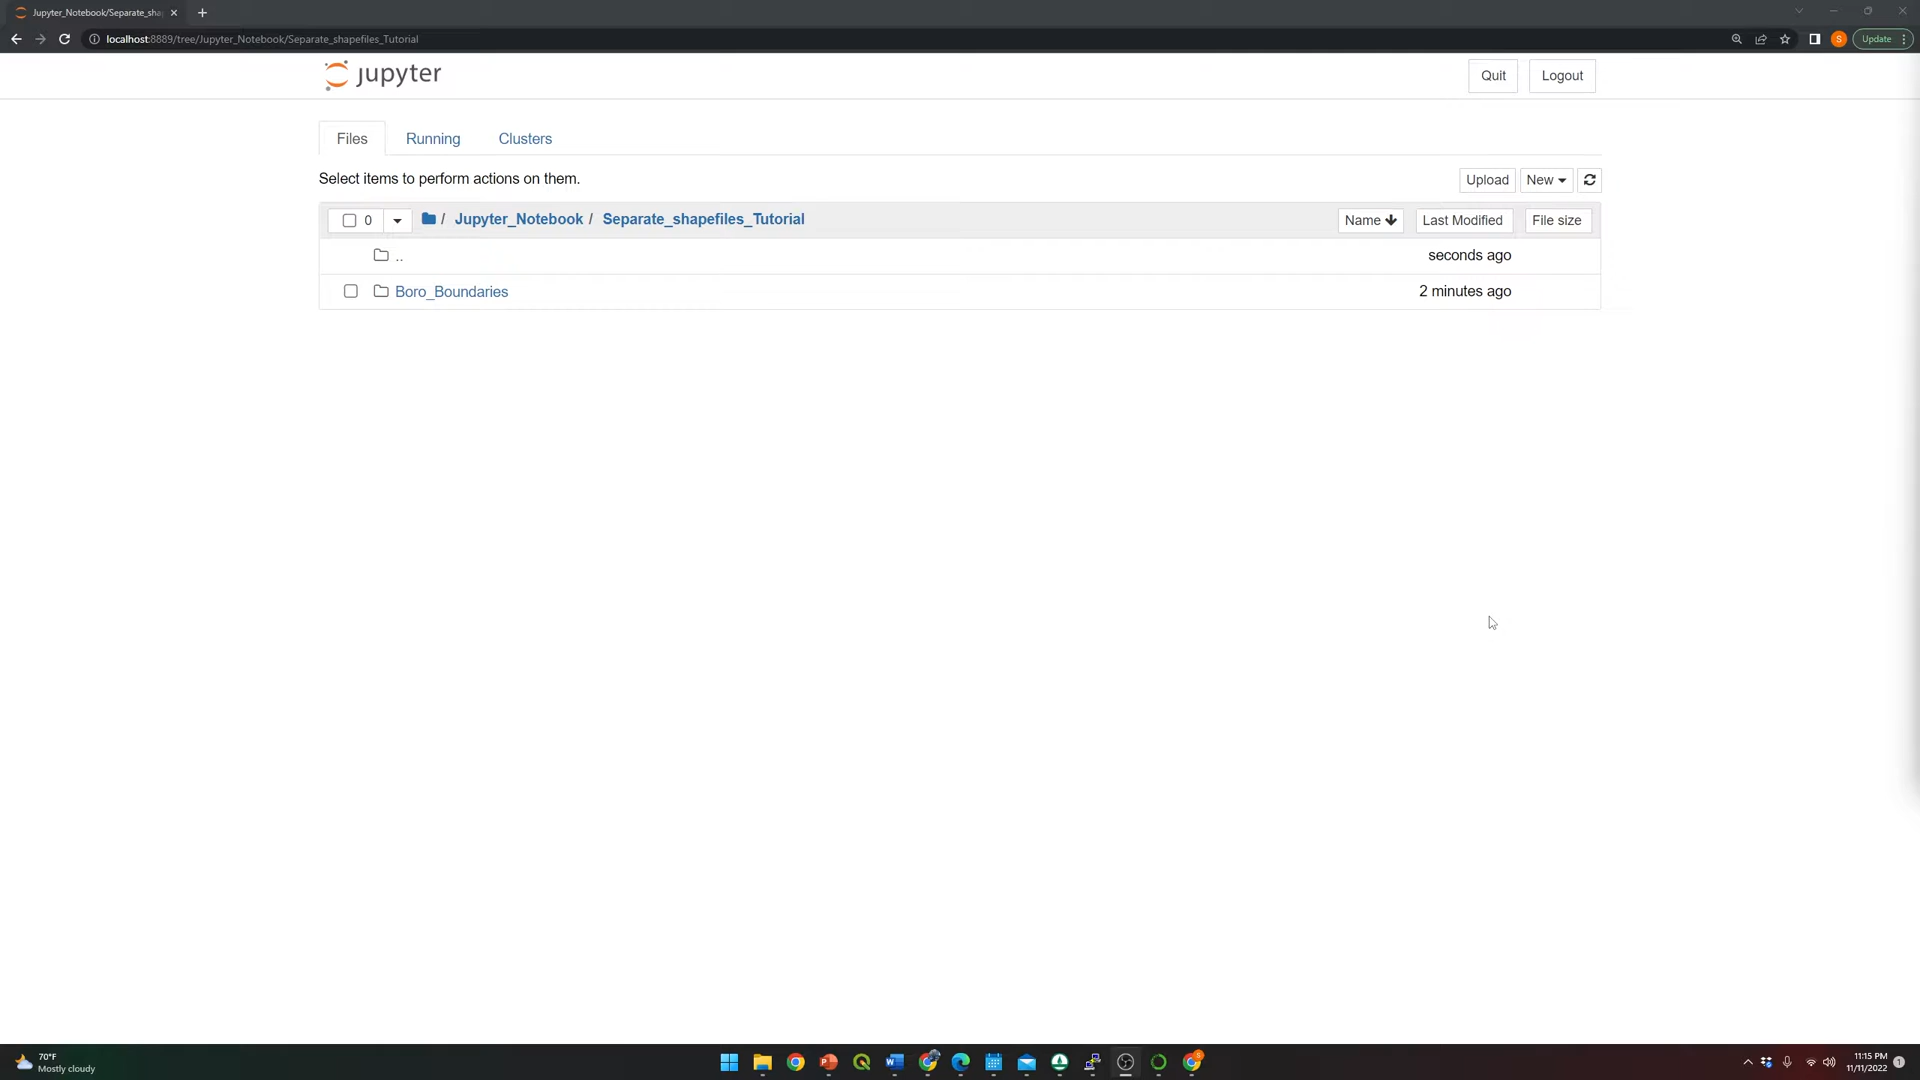 Jupyter_Notebook/Separate_sha
localhost:8889/tree/Jupyter_Notebook/Separate_shapefiles_Tutorial
S
Update
jupyter
Quit
Logout
Files
Running
Clusters
Select items to perform actions on them.
Upload
New
0
/ Jupyter_Notebook / Separate_shapefiles_Tutorial
Name
Last Modified
File size
..
seconds ago
Boro_Boundaries
2 minutes ago
70°F
Mostly cloudy
11:15 PM
11/11/2022
1